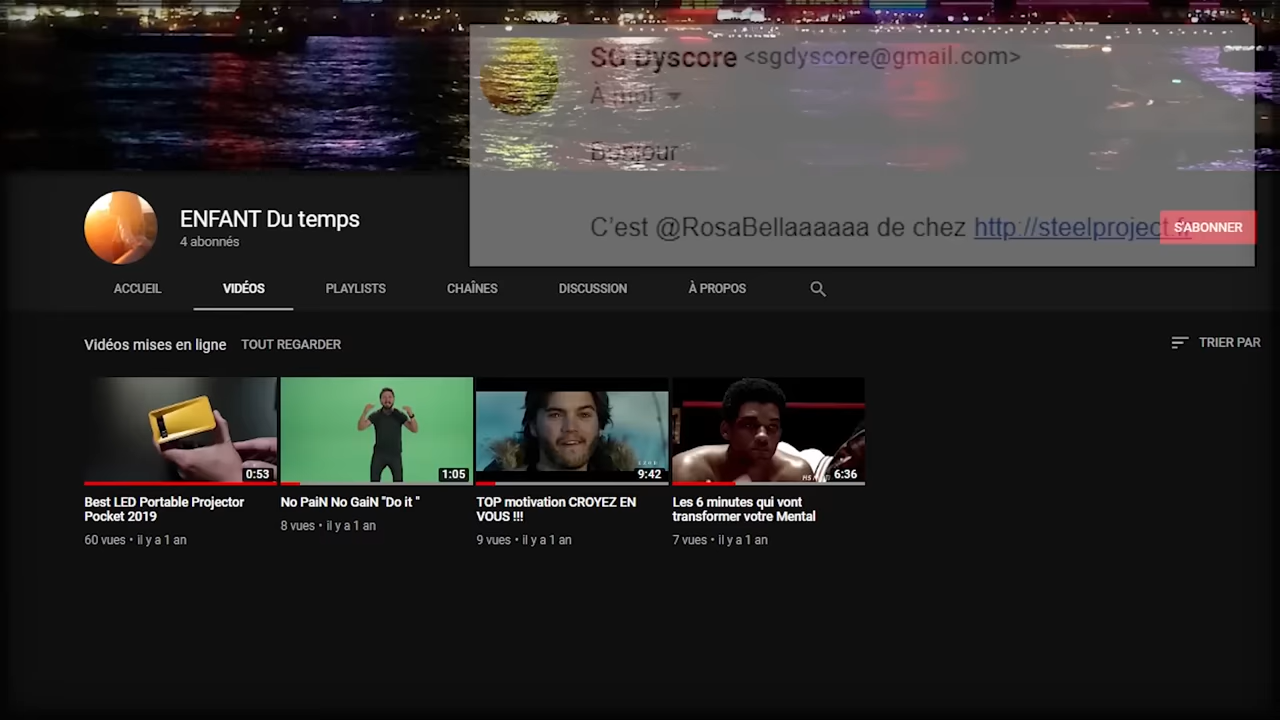 SG Dyscore <sgdyscore@gmail.com>
À moi
Bonjour
C'est @RosaBellaaaaaa de chez http://steelproject.fr
S'ABONNER
ENFANT Du temps
4 abonnés
ACCUEIL VIDÉOS PLAYLISTS CHAÎNES DISCUSSION À PROPOS
Vidéos mises en ligne TOUT REGARDER TRIER PAR
0:53 1:05 9:42 6:36
Best LED Portable Projector
Pocket 2019
60 vues • il y a 1 an
No PaiN No GaiN "Do it "
8 vues • il y a 1 an
TOP motivation CROYEZ EN
VOUS !!!
9 vues • il y a 1 an
Les 6 minutes qui vont
transformer votre Mental
7 vues • il y a 1 an